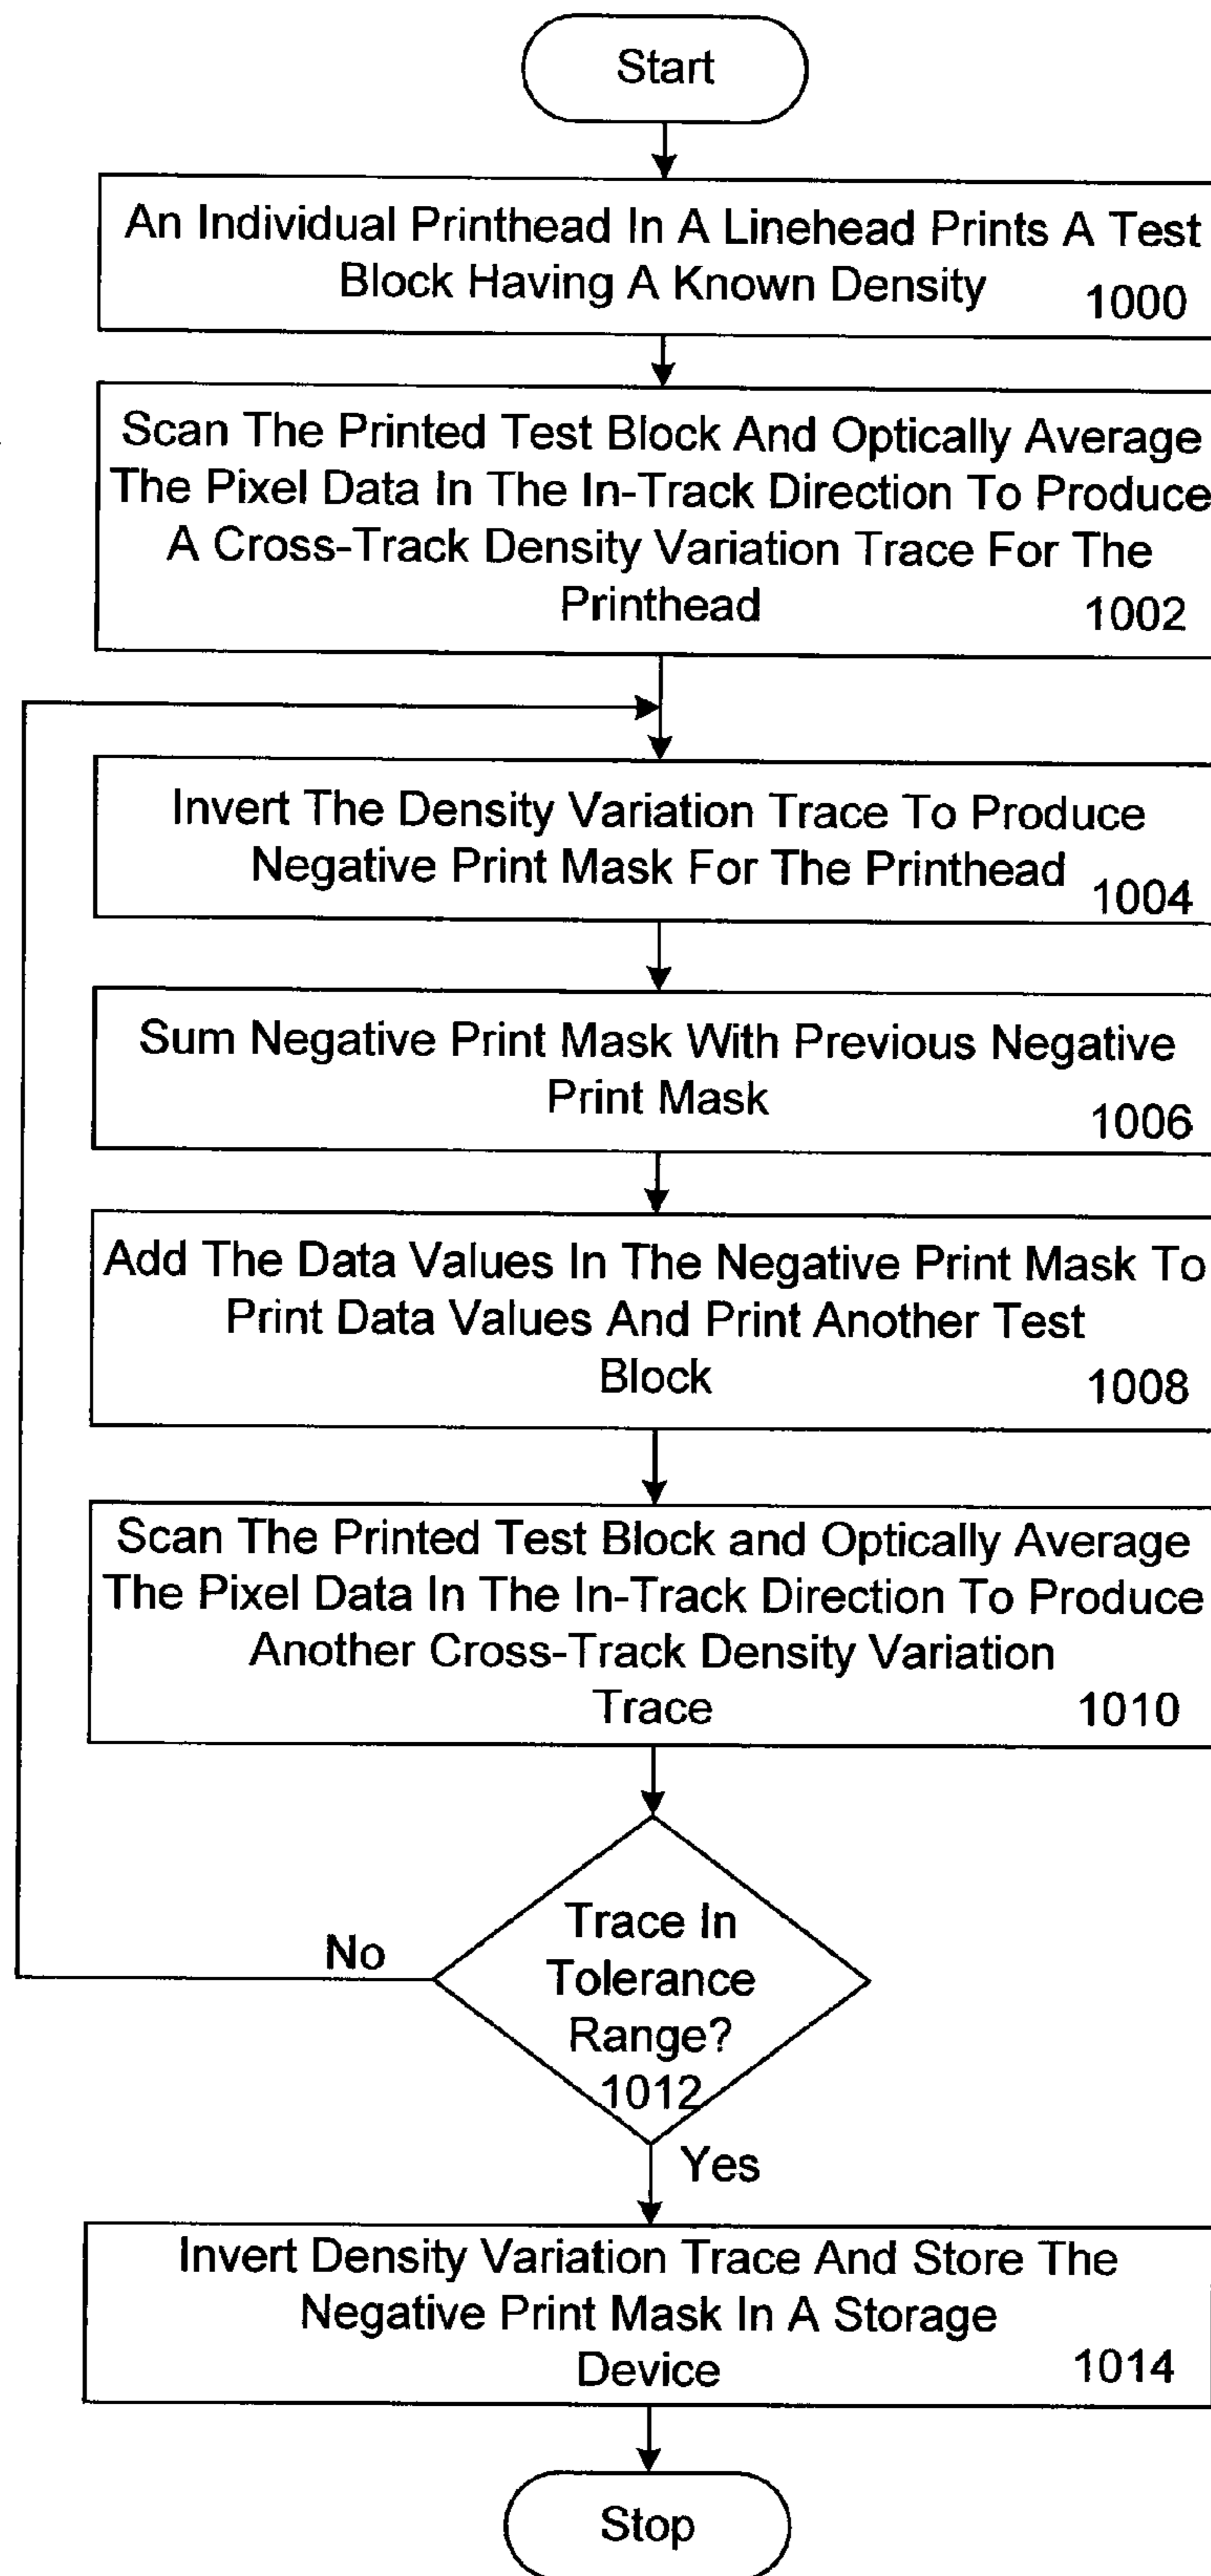 Start
An Individual Printhead In A Linehead Prints A Test
Block Having A Known Density
1000
Scan The Printed Test Block And Optically Average
The Pixel Data In The In-Track Direction To Produce
A Cross-Track Density Variation Trace For The
Printhead
1002
Invert The Density Variation Trace To Produce
Negative Print Mask For The Printhead
1004
Sum Negative Print Mask With Previous Negative
Print Mask
1006
Add The Data Values In The Negative Print Mask To
Print Data Values And Print Another Test
Block
1008
Scan The Printed Test Block and Optically Average
The Pixel Data In The In-Track Direction To Produce
Another Cross-Track Density Variation
Trace
1010
Trace In
Tolerance
Range?
1012
No
Yes
Invert Density Variation Trace And Store The
Negative Print Mask In A Storage
Device
1014
Stop